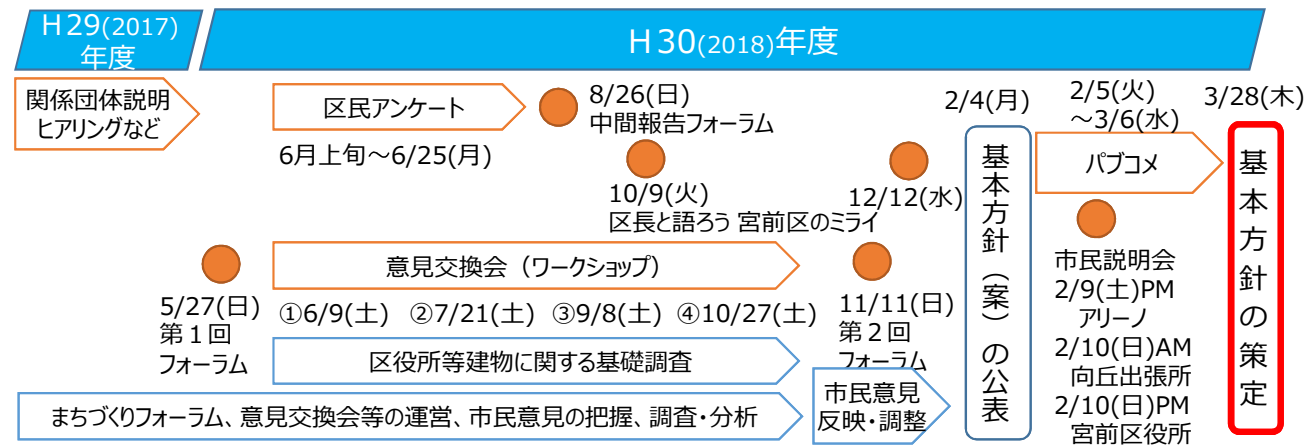 H29(2017)
年度
H30(2018)年度
関係団体説明
ヒアリングなど
区民アンケート
6月上旬~6/25(月)
8/26(日)
中間報告フォーラム
10/9(火)
区長と語ろう 宮前区のミライ
12/12(水)
2/4(月)
基本方針(案)の公表
2/5(火)
~3/6(水)
パブコメ
3/28(木)
基本方針の策定
5/27(日)
第1回
フォーラム
意見交換会(ワークショップ)
①6/9(土) ②7/21(土) ③9/8(土) ④10/27(土)
11/11(日)
第2回
フォーラム
市民説明会
2/9(土)PM
アリーノ
2/10(日)AM
向丘出張所
2/10(日)PM
宮前区役所
区役所等建物に関する基礎調査
まちづくりフォーラム、意見交換会等の運営、市民意見の把握、調査・分析
市民意見
反映・調整